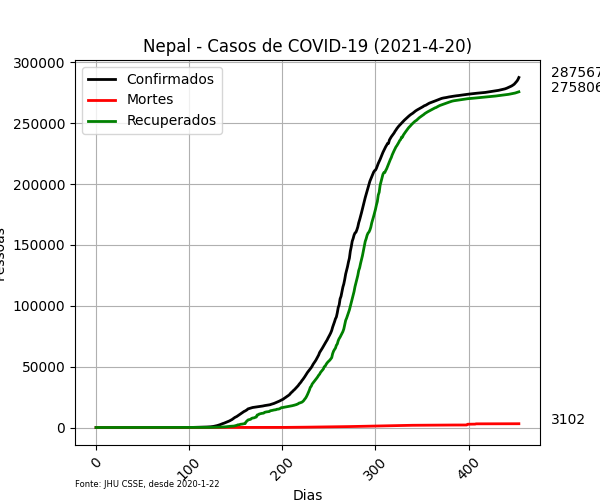 Nepal - Casos de COVID-19 (2021-4-20)
Confirmados
Mortes
Recuperados
300000
250000
200000
150000
100000
50000
0
287567
275806
3102
0
100
200
300
400
Dias
Fonte: JHU CSSE, desde 2020-1-22